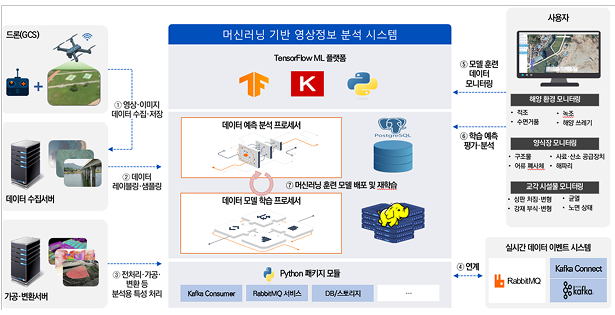 드론(GCS)
① 영상·이미지
데이터 수집·저장
데이터 수집서버
② 데이터
레이블링·샘플링
가공·변환서버
③ 전처리·가공·
변환 등
분석용 특성 처리
머신러닝 기반 영상정보 분석 시스템
TensorFlow ML 플랫폼
데이터 예측 분석 프로세서
PostgreSQL
⑦ 머신러닝 훈련 모델 배포 및 재학습
데이터 모델 학습 프로세서
Python 패키지 모듈
Kafka Consumer
RabbitMQ 서비스
DB/스토리지
...
⑤ 모델 훈련
데이터
모니터링
⑥ 학습 예측
평가·분석
④ 연계
사용자
해양 환경 모니터링
• 적조
• 녹조
• 수면거품
• 해양 쓰레기
양식장 모니터링
• 구조물
• 사료·산소 공급장치
• 어류 폐사체
• 해파리
교각 시설물 모니터링
• 상판 처짐·변형
• 균열
• 강재 부식·변형
• 노면 상태
실시간 데이터 이벤트 시스템
RabbitMQ
Kafka Connect
kafka